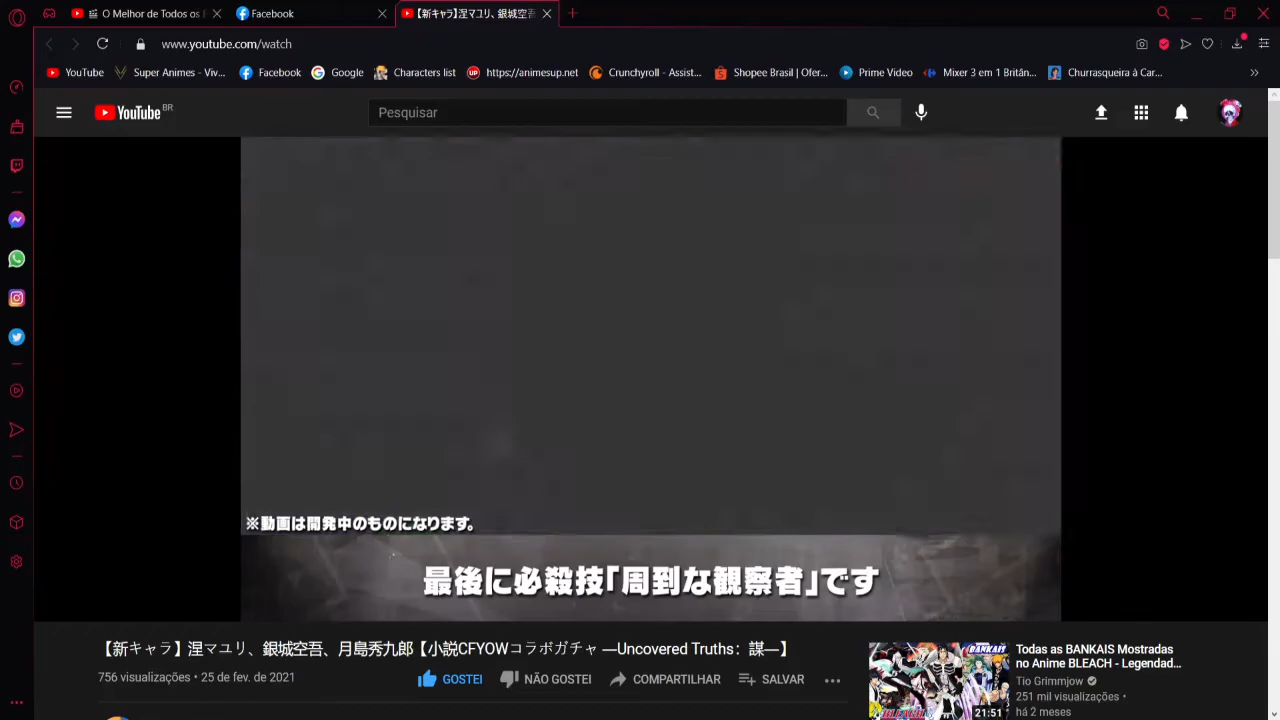 O Melhor de Todos os
Facebook
【新キャラ】涅マユリ、銀城空吾
www.youtube.com/watch
YouTube
Super Animes - Viv...
Facebook
Google
Characters list
https://animesup.net
Crunchyroll - Assist...
Shopee Brasil | Ofer...
Prime Video
Mixer 3 em 1 Britân...
Churrasqueira à Car...
YouTube BR
Pesquisar
※動画は開発中のものになります。
最後に必殺技「周到な観察者」です
【新キャラ】涅マユリ、銀城空吾、月島秀九郎【小説CFYOWコラボガチャ ―Uncovered Truths：謀―】
756 visualizações • 25 de fev. de 2021
GOSTEI
NÃO GOSTEI
COMPARTILHAR
SALVAR
BANKAIS
21:51
Todas as BANKAIS Mostradas
no Anime BLEACH - Legendad...
Tio Grimmjow
251 mil visualizações •
há 2 meses